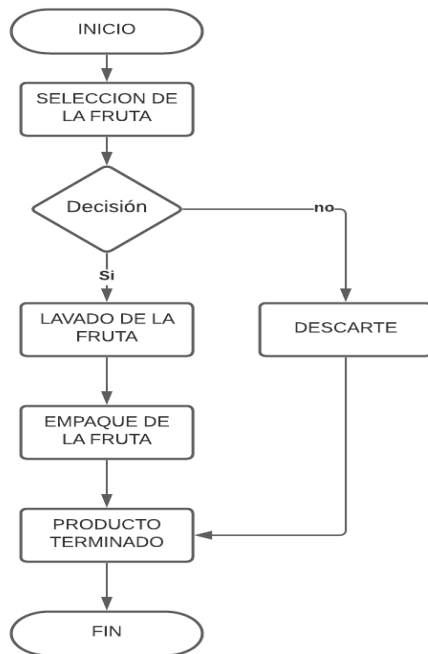 INICIO
SELECCION DE
LA FRUTA
Decisión
no
Si
LAVADO DE LA
FRUTA
DESCARTE
EMPAQUE DE
LA FRUTA
PRODUCTO
TERMINADO
FIN